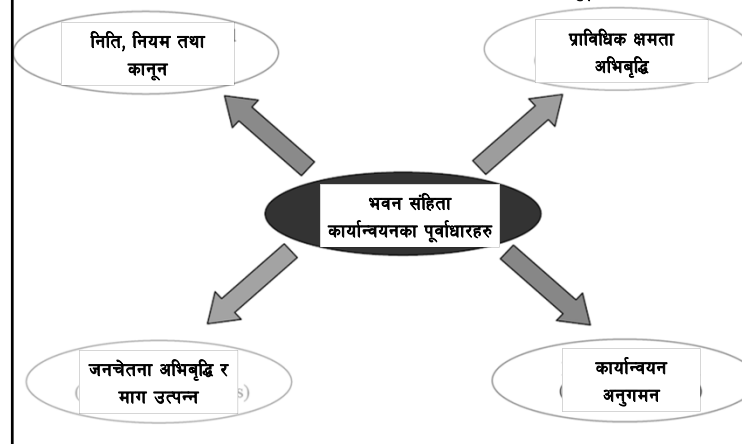 निति, नियम तथा
कानून
प्राविधिक क्षमता
अभिबृद्धि
भवन संहिता
कार्यान्वयनका पूर्वाधारहरु
जनचेतना अभिबृद्धि र
माग उत्पन्न
s)
कार्यान्वयन
अनुगमन